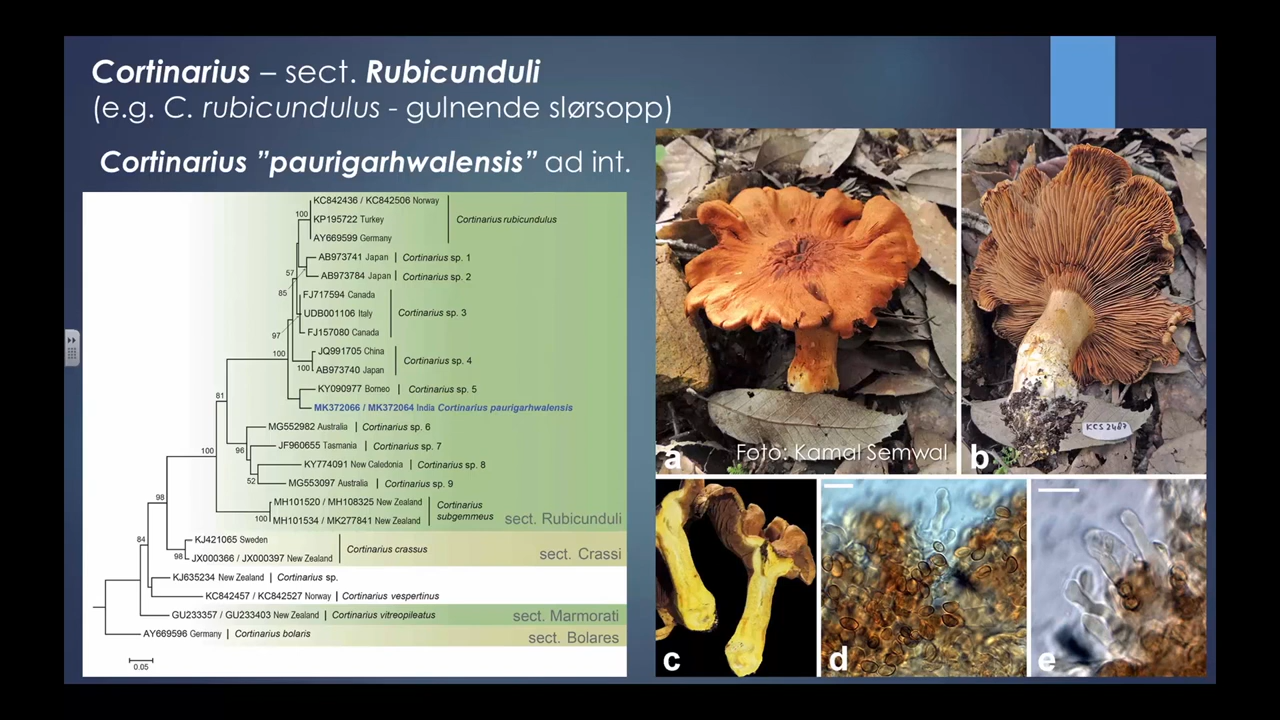 Cortinarius – sect. Rubicunduli
(e.g. C. rubicundulus - gulnende slørsopp)
Cortinarius ”paurigarhwalensis” ad int.
KC842436 / KC842506 Norway
100
KP195722 Turkey
Cortinarius rubicundulus
AY669599 Germany
AB973741 Japan | Cortinarius sp. 1
57
AB973784 Japan | Cortinarius sp. 2
85
FJ717594 Canada
UDB001106 Italy
Cortinarius sp. 3
97
FJ157080 Canada
100
JQ991705 China
Cortinarius sp. 4
100
AB973740 Japan
KY090977 Borneo | Cortinarius sp. 5
81
MK372066 / MK372064 India Cortinarius paurigarhwalensis
MG552982 Australia | Cortinarius sp. 6
100
96
JF960655 Tasmania | Cortinarius sp. 7
KY774091 New Caledonia | Cortinarius sp. 8
52
MG553097 Australia | Cortinarius sp. 9
98
MH101520 / MH108325 New Zealand
Cortinarius
subgemmeus
100
MH101534 / MK277841 New Zealand
sect. Rubicunduli
84
KJ421065 Sweden
Cortinarius crassus
98
JX000366 / JX000397 New Zealand
sect. Crassi
KJ635234 New Zealand | Cortinarius sp.
KC842457 / KC842527 Norway | Cortinarius vespertinus
GU233357 / GU233403 New Zealand | Cortinarius vitreopileatus
sect. Marmorati
AY669596 Germany | Cortinarius bolaris
sect. Bolares
0.05
KCS 2487
Foto: Kamal Semwal
a
b
c
d
e